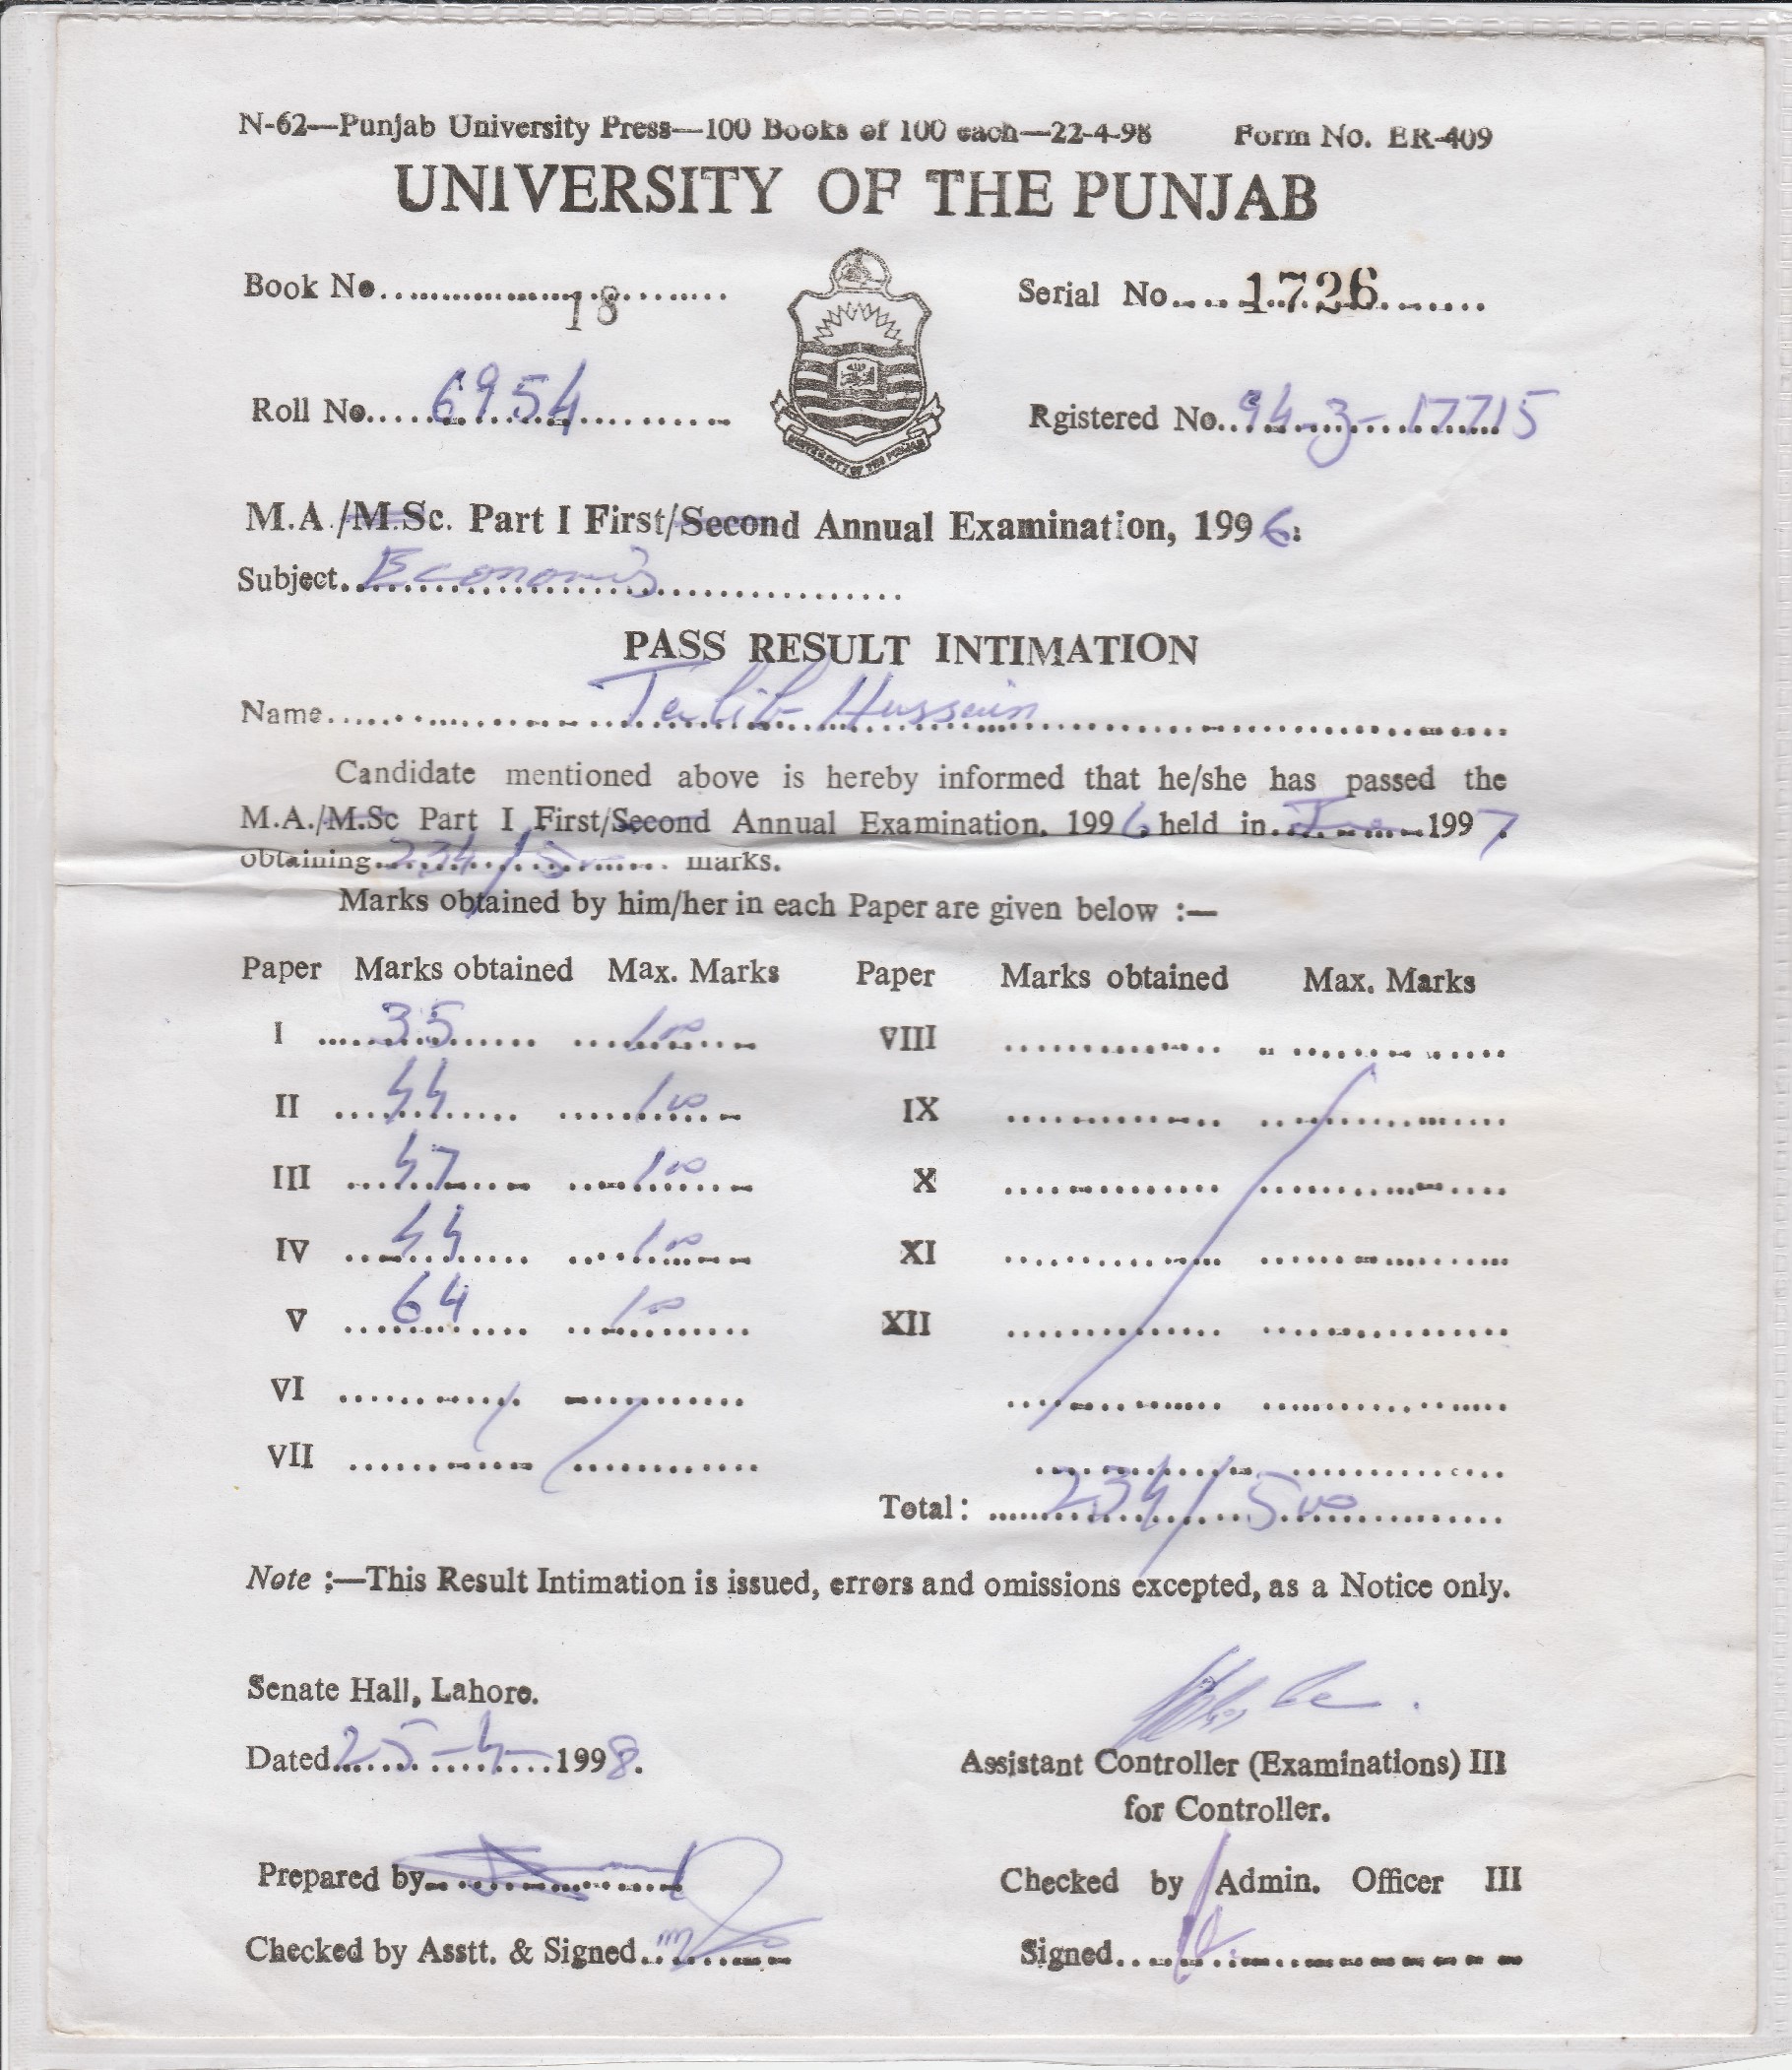 N-62—Punjab University Press—100 Books of 100 each—22-4-98 Form No. ER-409
UNIVERSITY OF THE PUNJAB
Book No. 18 Serial No. 1726
Roll No. 6954 Rgistered No. 94-3-17715
UNIVERSITY OF THE PUNJAB
M.A./M.Sc. Part I First/Second Annual Examination, 1996.
Subject. Economis
PASS RESULT INTIMATION
Name Talib Hussain
Candidate mentioned above is hereby informed that he/she has passed the
M.A./M.Sc Part I First/Second Annual Examination, 1996 held in 1997
obtaining 234/5 marks.
Marks obtained by him/her in each Paper are given below :—
Paper Marks obtained Max. Marks Paper Marks obtained Max. Marks
I 35 100 VIII
II 44 100 IX
III 47 100 X
IV 44 100 XI
V 64 100 XII
VI
VII
Total: 234/500
Note :—This Result Intimation is issued, errors and omissions excepted, as a Notice only.
Senate Hall, Lahore.
Dated 25-4-1998.
Assistant Controller (Examinations) III
for Controller.
Prepared by Checked by Admin. Officer III
Checked by Asstt. & Signed Signed